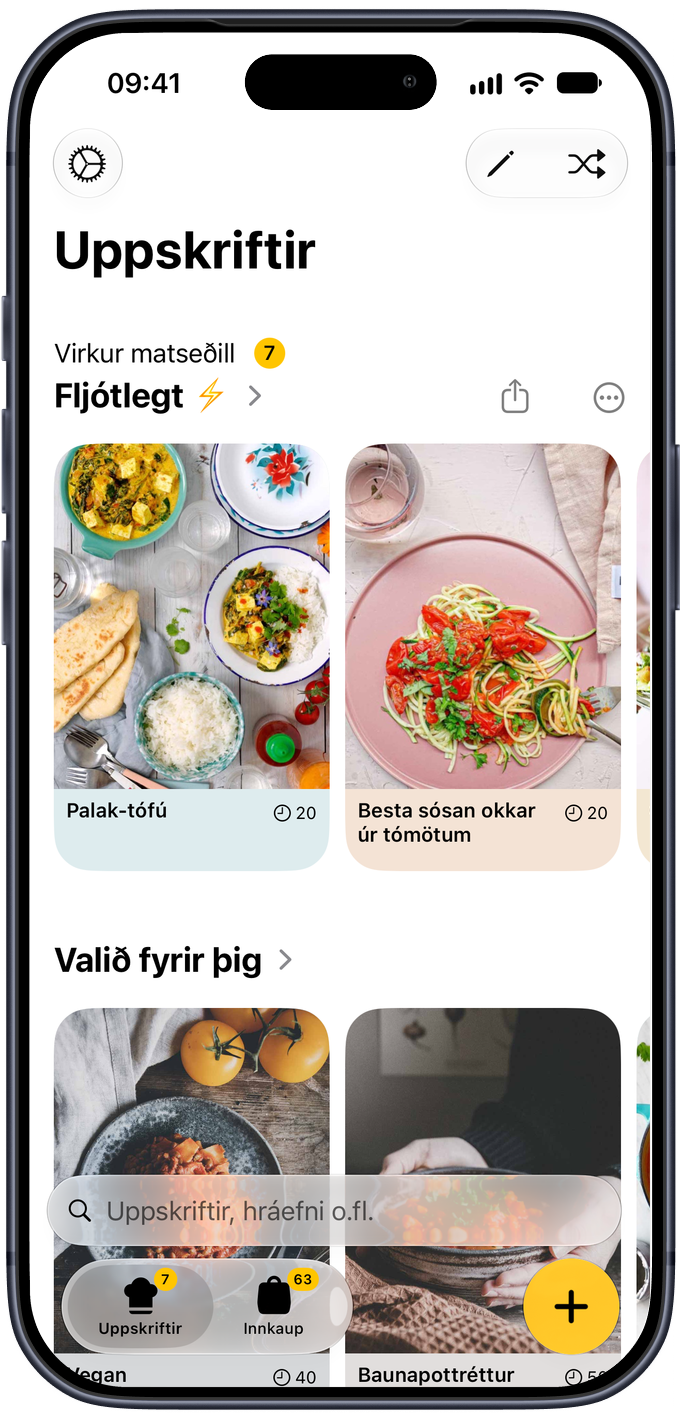 09:41
Uppskriftir
Virkur matseðill 7
Fljótlegt
Palak-tófú 20
Besta sósan okkar 20
úr tómötum
Valið fyrir þig
Uppskriftir, hráefni o.fl.
7
63
Uppskriftir
Innkaup
Vegan 40
Baunapottréttur